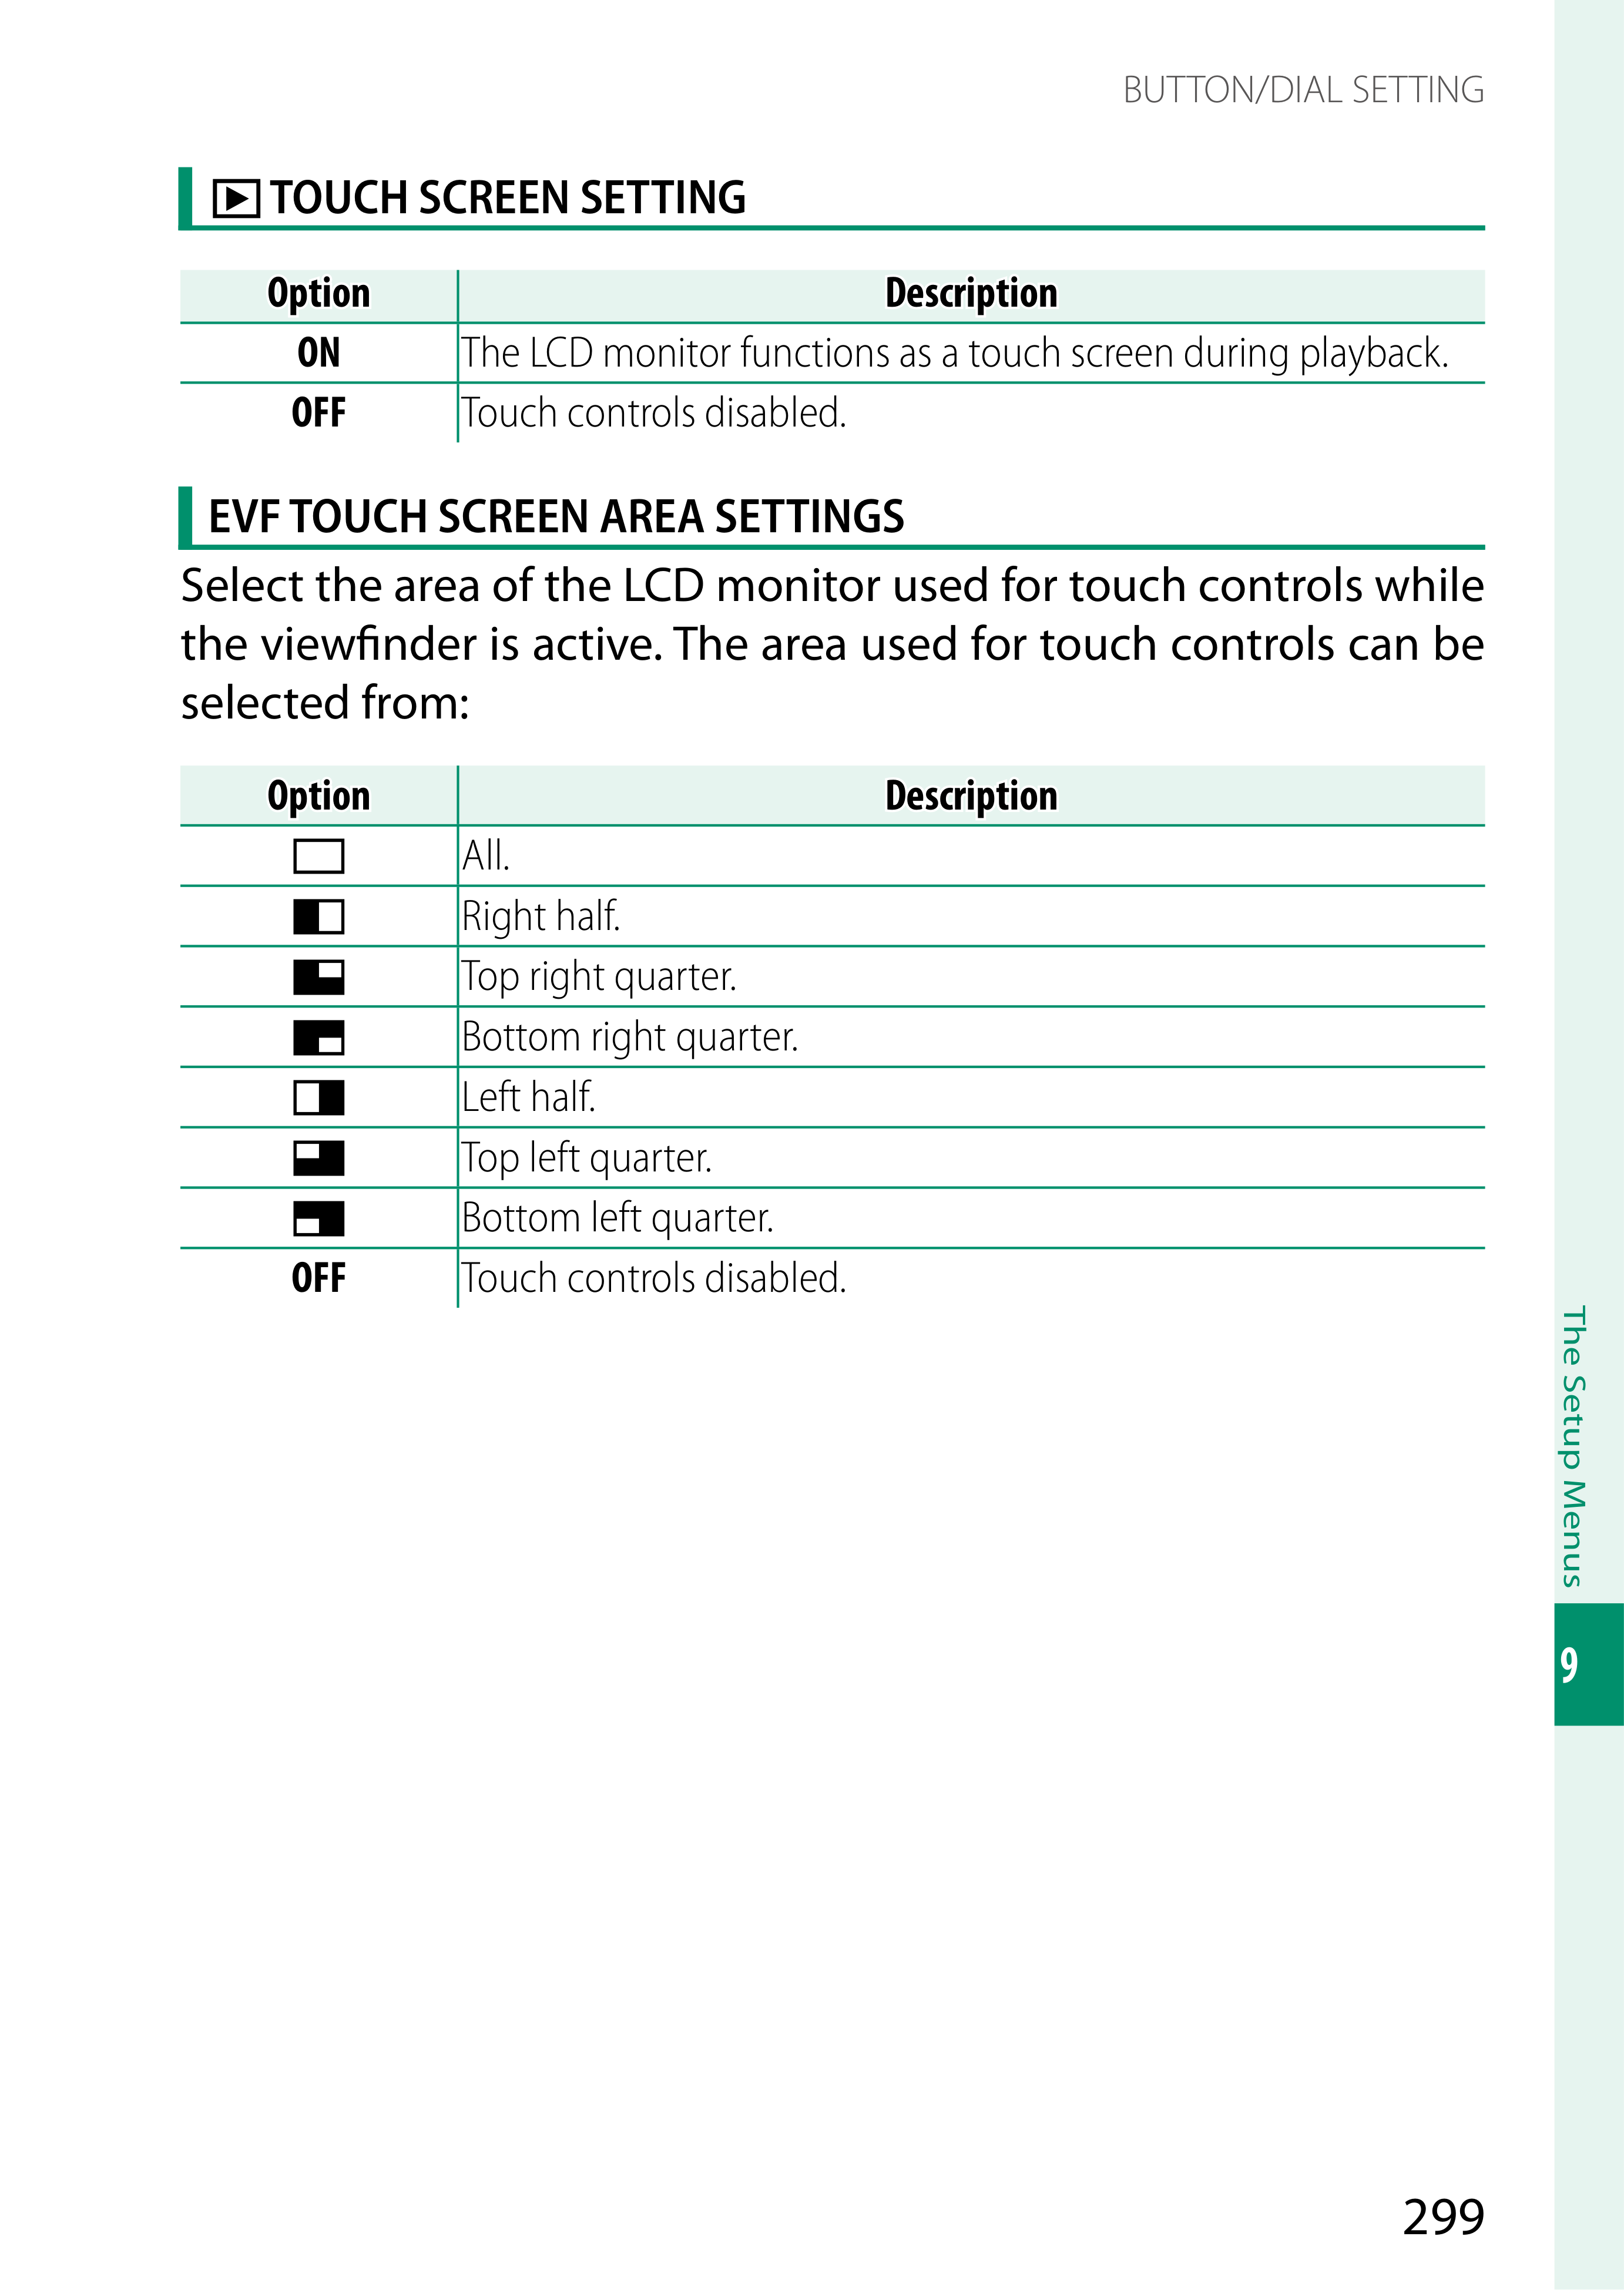 BUTTON/DIAL SETTING
TOUCH SCREEN SETTING
Option Description
ON The LCD monitor functions as a touch screen during playback.
OFF Touch controls disabled.
EVF TOUCH SCREEN AREA SETTINGS
Select the area of the LCD monitor used for touch controls while
the viewfinder is active. The area used for touch controls can be
selected from:
Option Description
All.
Right half.
Top right quarter.
Bottom right quarter.
Left half.
Top left quarter.
Bottom left quarter.
OFF Touch controls disabled.
The Setup Menus
9
299